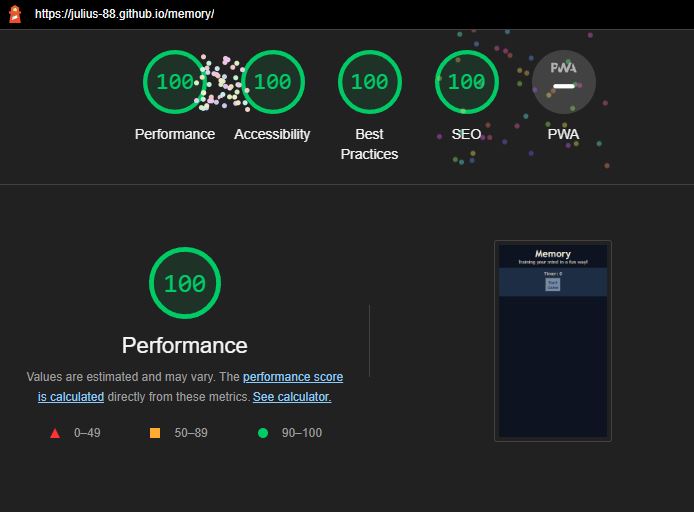 https://julius-88.github.io/memory/
100 100 100 100 PWA
Performance Accessibility Best Practices SEO PWA
100
Performance
Values are estimated and may vary. The performance score
is calculated directly from these metrics. See calculator.
0–49 50–89 90–100
Memory
Training your mind in a fun way!
Timer: 0
Start
Game